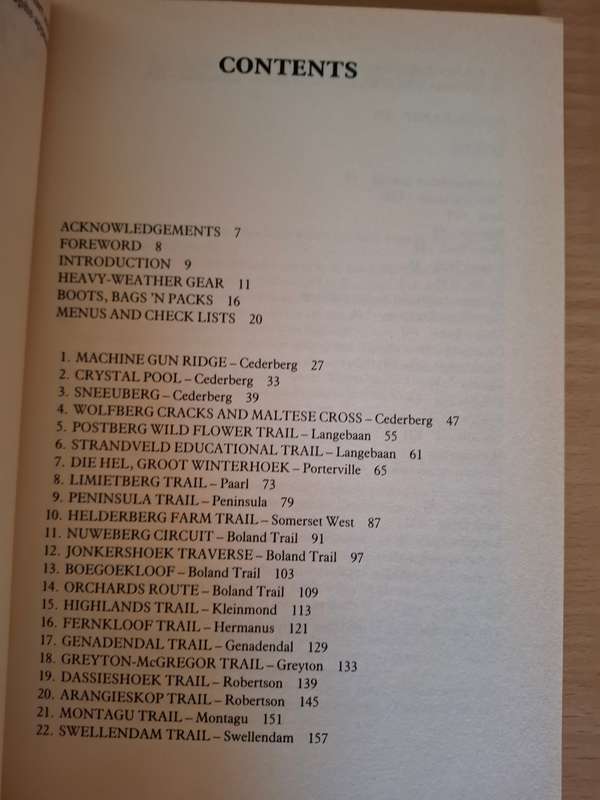 CONTENTS
ACKNOWLEDGEMENTS 7
FOREWORD 8
INTRODUCTION 9
HEAVY-WEATHER GEAR 11
BOOTS, BAGS 'N PACKS 16
MENUS AND CHECK LISTS 20
1. MACHINE GUN RIDGE – Cederberg 27
2. CRYSTAL POOL – Cederberg 33
3. SNEEUBERG – Cederberg 39
4. WOLFBERG CRACKS AND MALTESE CROSS – Cederberg 47
5. POSTBERG WILD FLOWER TRAIL – Langebaan 55
6. STRANDVELD EDUCATIONAL TRAIL – Langebaan 61
7. DIE HEL, GROOT WINTERHOEK – Porterville 65
8. LIMIETBERG TRAIL – Paarl 73
9. PENINSULA TRAIL – Peninsula 79
10. HELDERBERG FARM TRAIL – Somerset West 87
11. NUWEBERG CIRCUIT – Boland Trail 91
12. JONKERSHOEK TRAVERSE – Boland Trail 97
13. BOEGOEKLOOF – Boland Trail 103
14. ORCHARDS ROUTE – Boland Trail 109
15. HIGHLANDS TRAIL – Kleinmond 113
16. FERNKLOOF TRAIL – Hermanus 121
17. GENADENDAL TRAIL – Genadendal 129
18. GREYTON-McGREGOR TRAIL – Greyton 133
19. DASSIESHOEK TRAIL – Robertson 139
20. ARANGIESKOP TRAIL – Robertson 145
21. MONTAGU TRAIL – Montagu 151
22. SWELLENDAM TRAIL – Swellendam 157